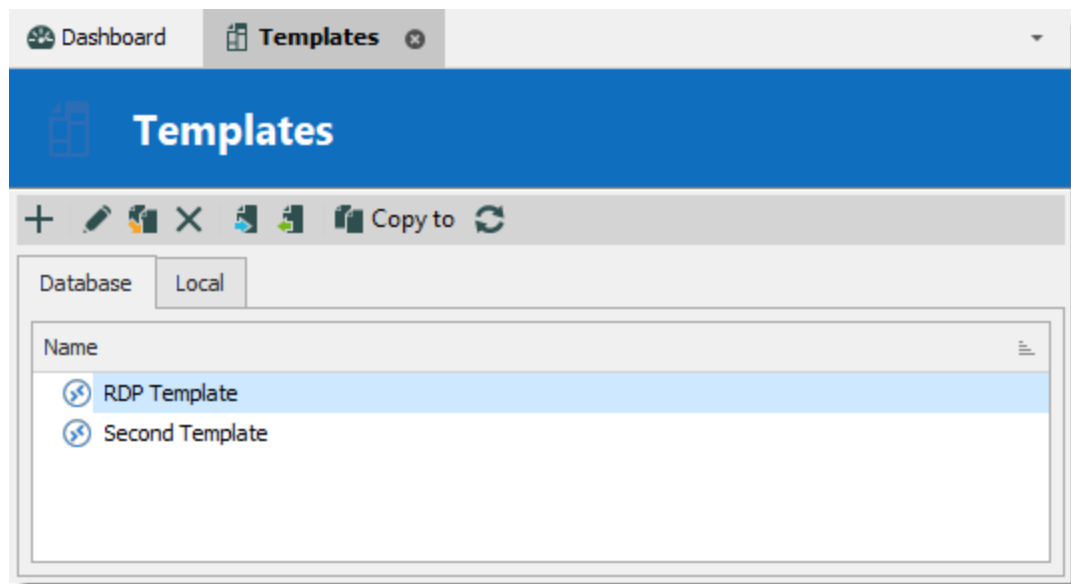 Dashboard Templates
Templates
Copy to
Database Local
Name
RDP Template
Second Template